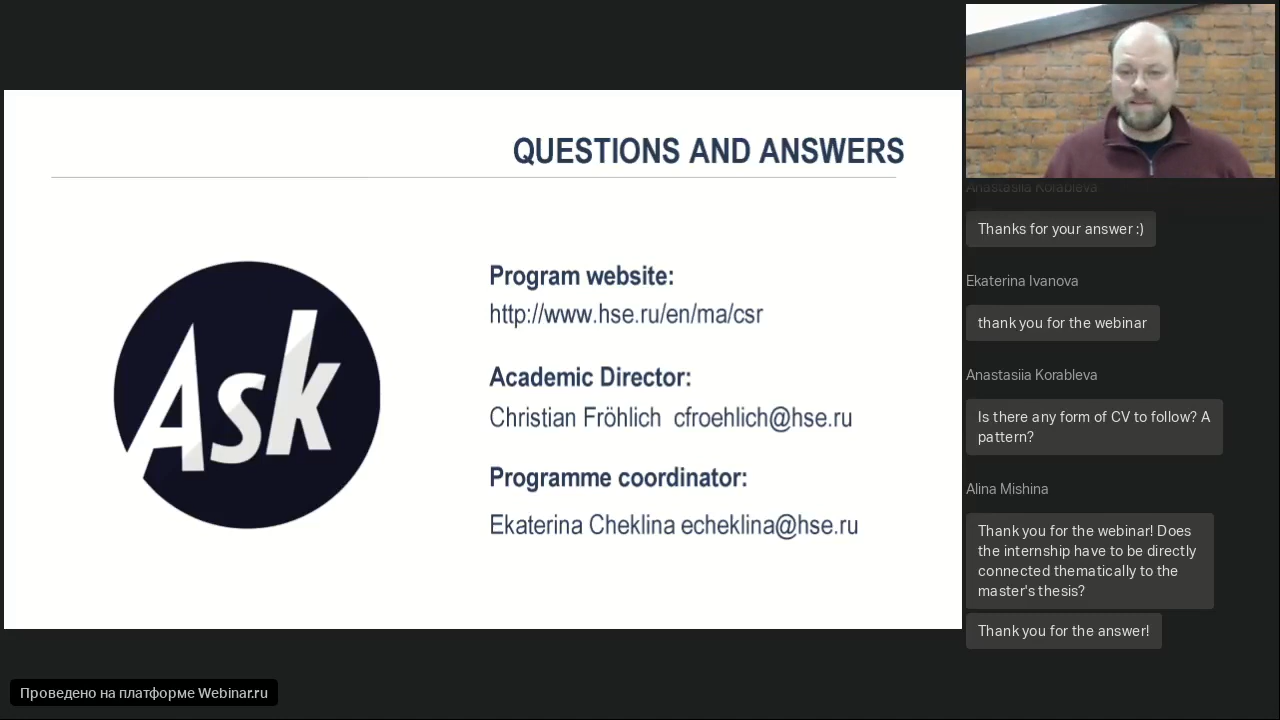 QUESTIONS AND ANSWERS
Ask
Program website:
http://www.hse.ru/en/ma/csr
Academic Director:
Christian Fröhlich cfroehlich@hse.ru
Programme coordinator:
Ekaterina Cheklina echeklina@hse.ru
Anastasiia Korableva
Thanks for your answer :)
Ekaterina Ivanova
thank you for the webinar
Anastasiia Korableva
Is there any form of CV to follow? A
pattern?
Alina Mishina
Thank you for the webinar! Does
the internship have to be directly
connected thematically to the
master's thesis?
Thank you for the answer!
Проведено на платформе Webinar.ru